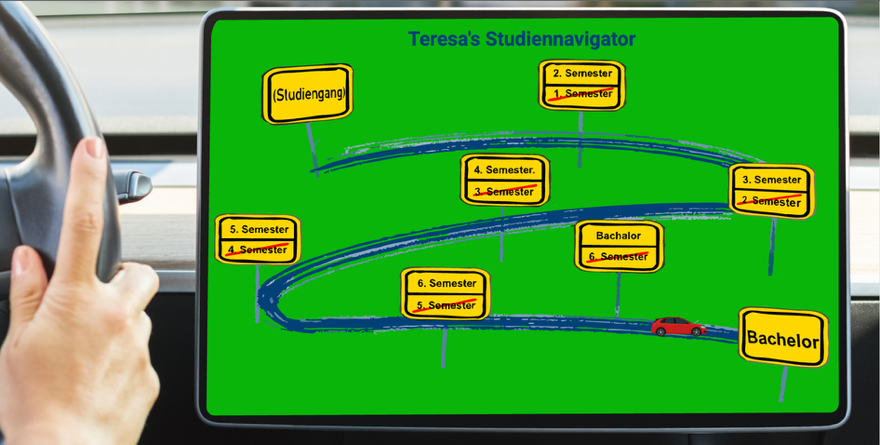 Teresa's Studiennavigator
(Studiengang)
2. Semester
1. Semester
3. Semester
2 Semester
4. Semester.
3. Semester
5. Semester
4 Semester
Bachalor
6. Semester
6. Semester
5. Semester
Bachelor